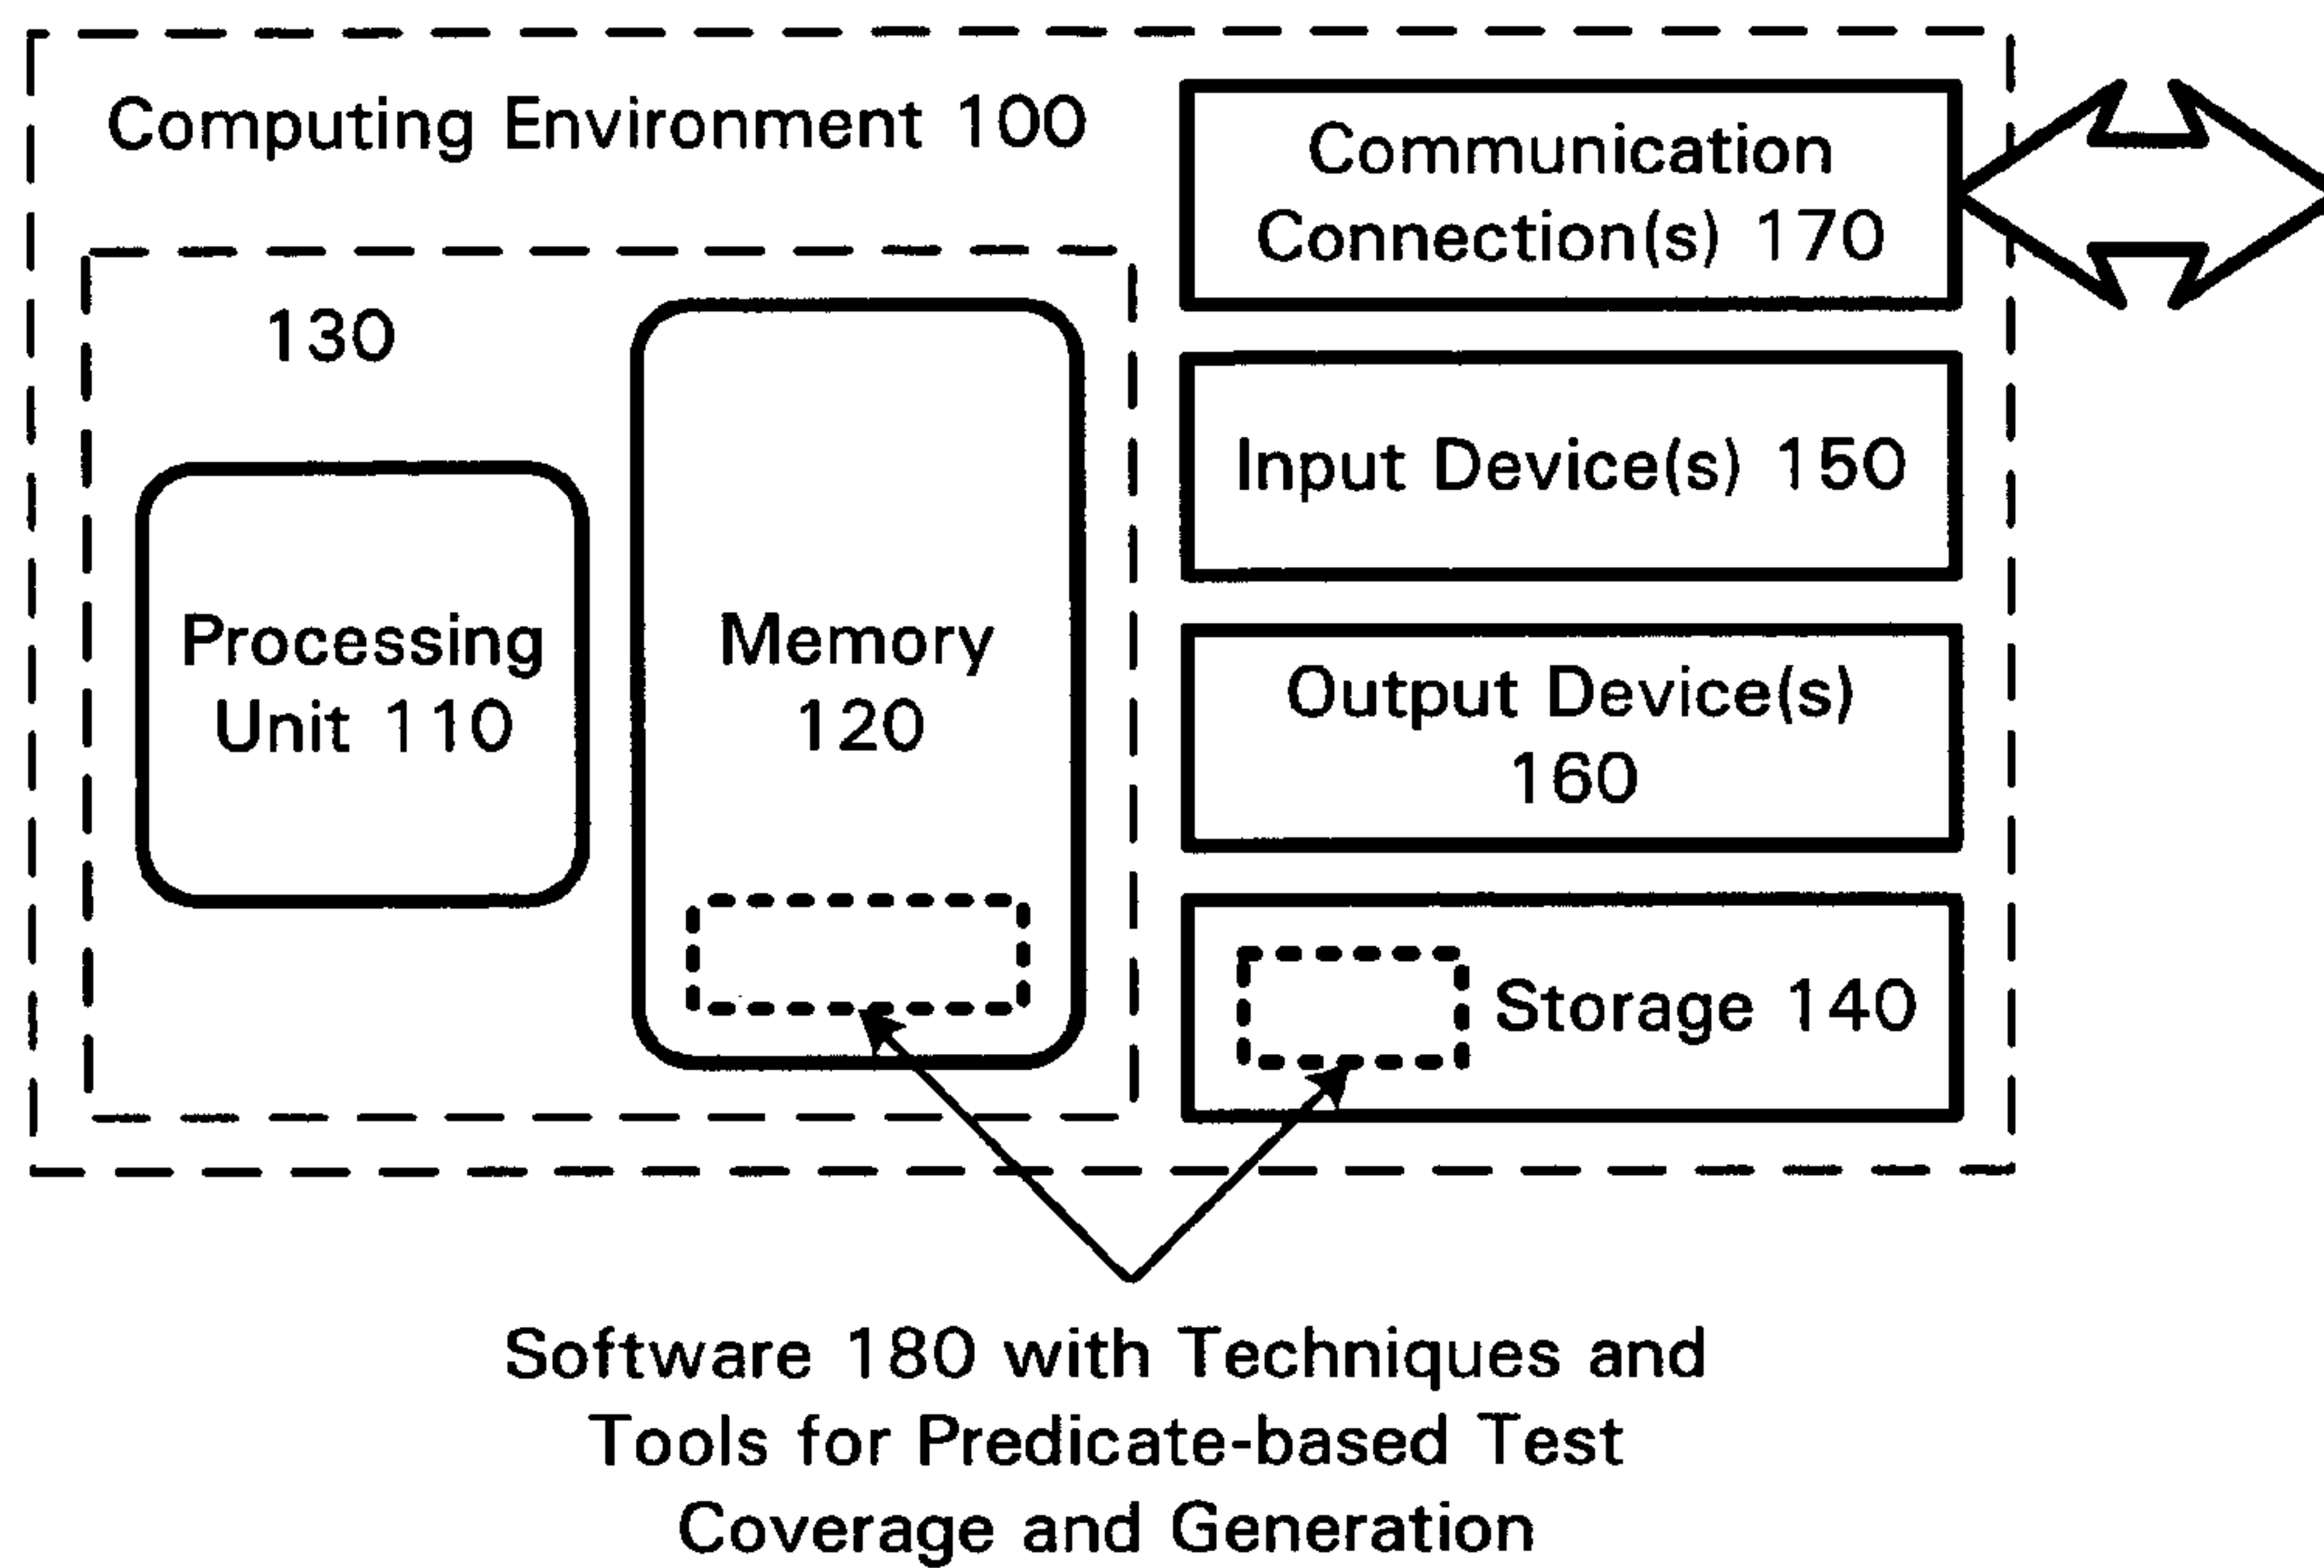 Computing Environment 100
Communication
Connection(s) 170
130
Input Device(s) 150
Processing
Unit 110
Memory
120
Output Device(s)
160
Storage 140
Software 180 with Techniques and
Tools for Predicate-based Test
Coverage and Generation